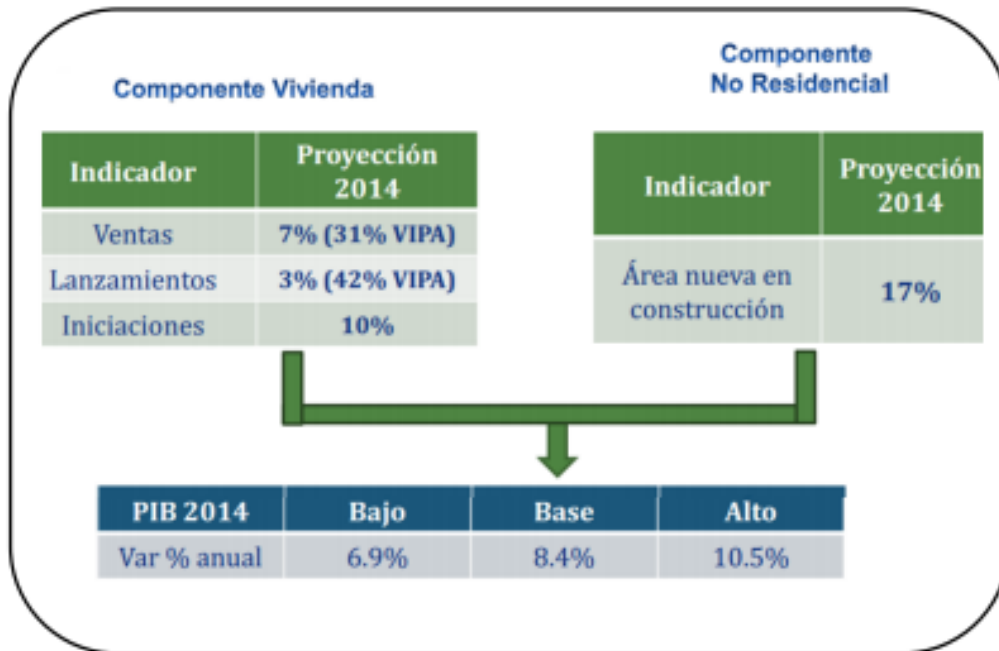 Componente Vivienda
Indicador Proyección 2014
Ventas 7% (31% VIPA)
Lanzamientos 3% (42% VIPA)
Iniciaciones 10%
Componente
No Residencial
Indicador Proyección 2014
Área nueva en construcción 17%
PIB 2014 Bajo Base Alto
Var % anual 6.9% 8.4% 10.5%